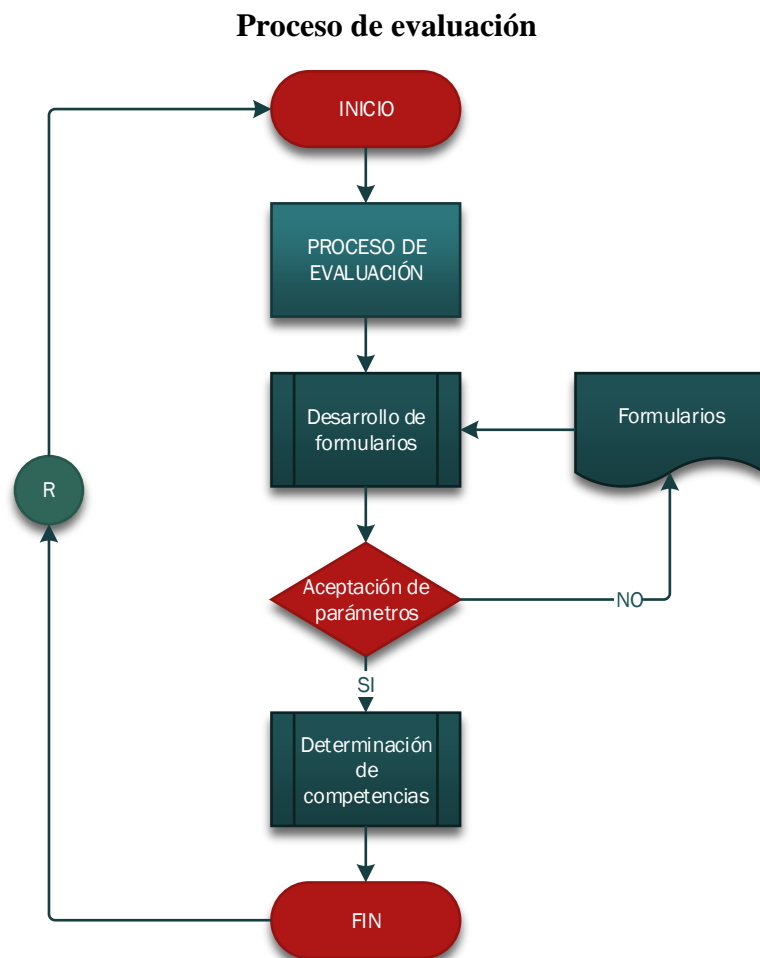 Proceso de evaluación
INICIO
PROCESO DE
EVALUACIÓN
Desarrollo de
formularios
Formularios
R
Aceptación de
parámetros
NO
SI
Determinación
de
competencias
FIN